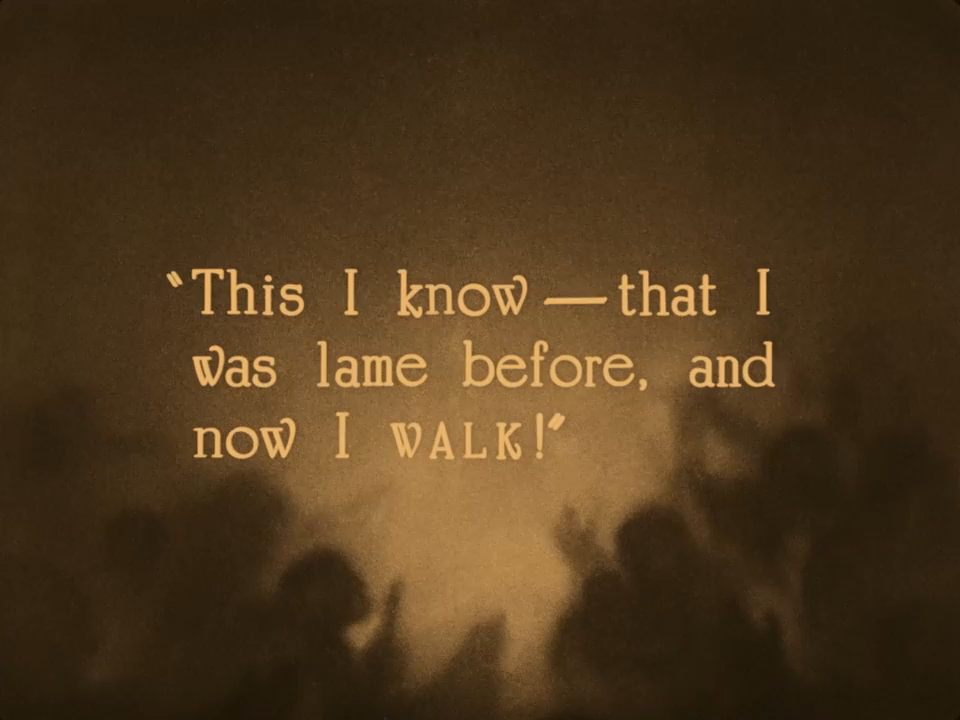 “This I know — that I
was lame before, and
now I WALK!”